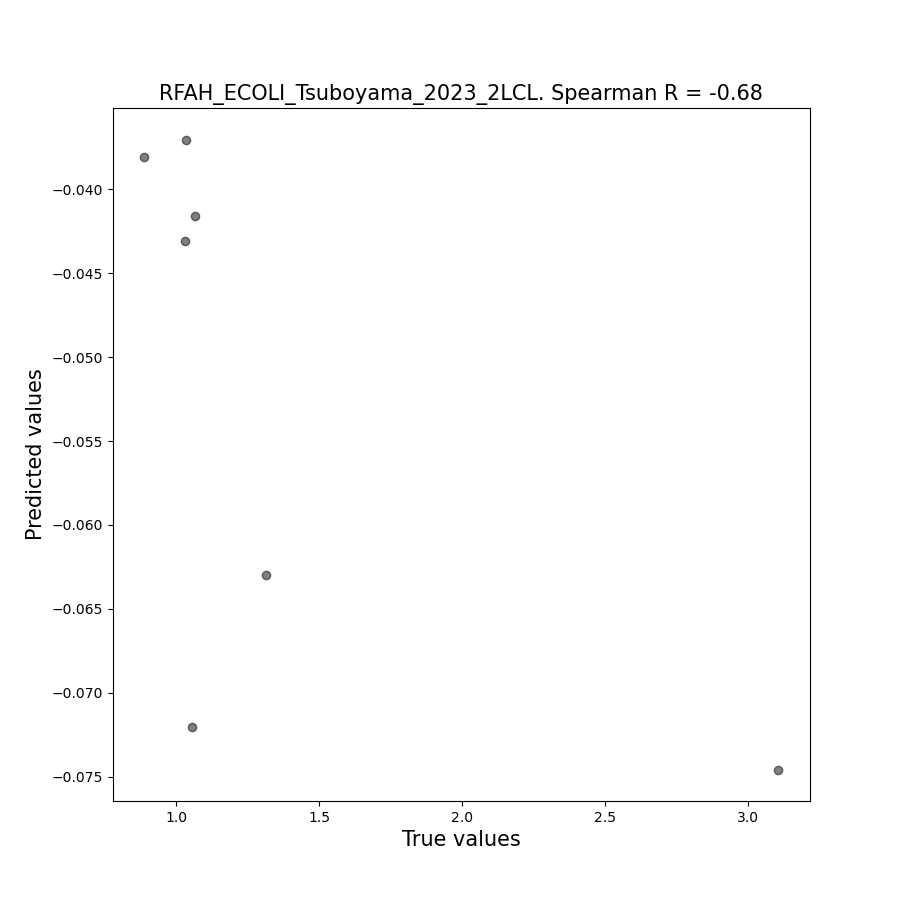 RFAH_ECOLI_Tsuboyama_2023_2LCL. Spearman R = -0.68
Predicted values
−0.040
−0.045
−0.050
−0.055
−0.060
−0.065
−0.070
−0.075
1.0 1.5 2.0 2.5 3.0
True values